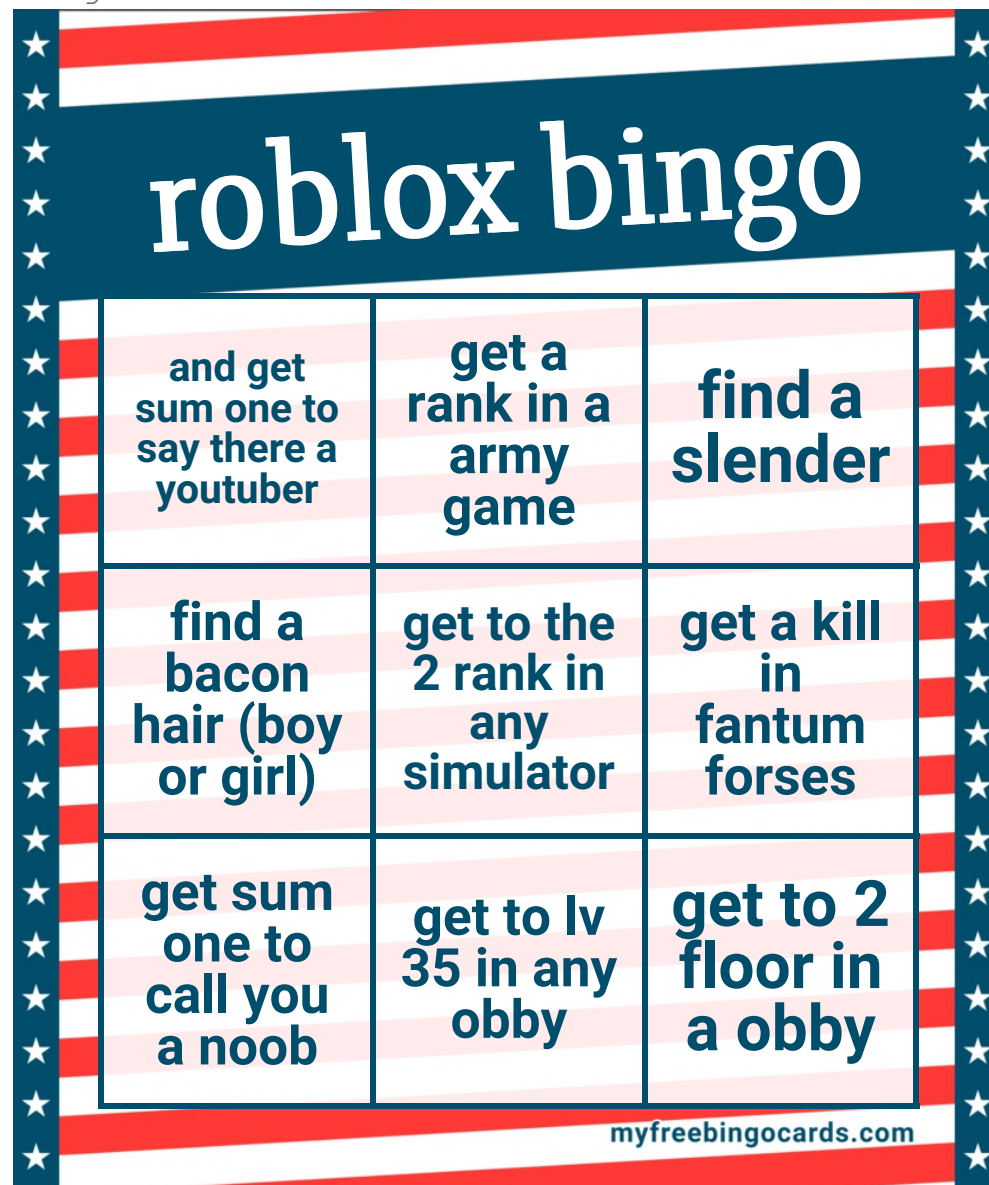 roblox bingo
and get
sum one to
say there a
youtuber
get a
rank in a
army
game
find a
slender
find a
bacon
hair (boy
or girl)
get to the
2 rank in
any
simulator
get a kill
in
fantum
forses
get sum
one to
call you
a noob
get to lv
35 in any
obby
get to 2
floor in
a obby
myfreebingocards.com